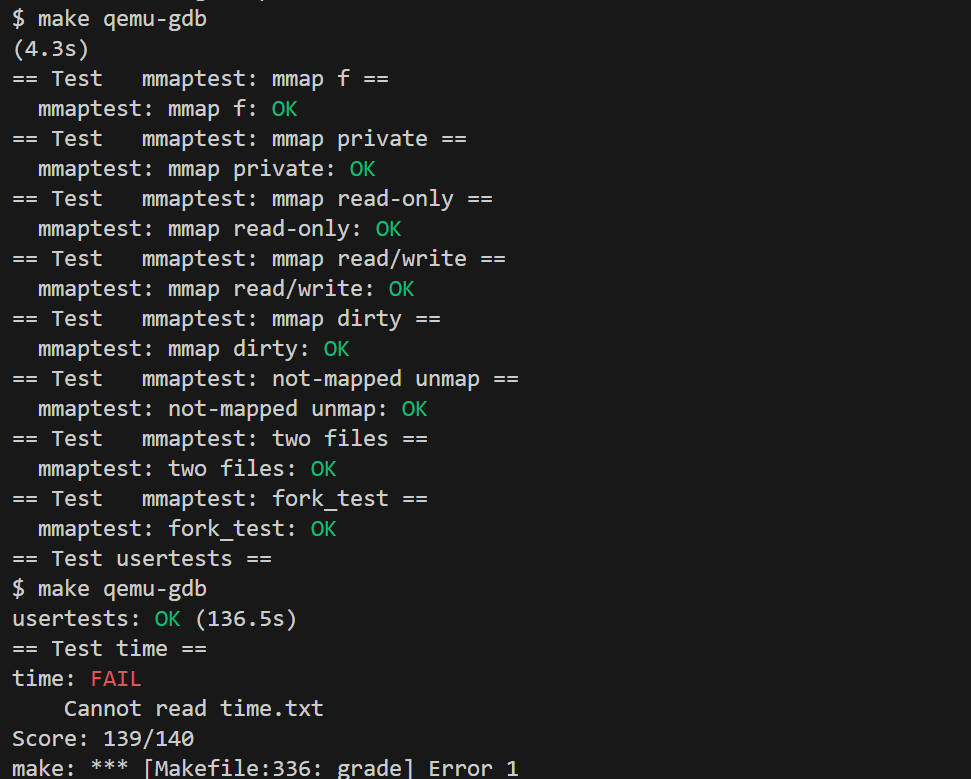 $ make qemu-gdb
(4.3s)
== Test   mmaptest: mmap f ==
  mmaptest: mmap f: OK
== Test   mmaptest: mmap private ==
  mmaptest: mmap private: OK
== Test   mmaptest: mmap read-only ==
  mmaptest: mmap read-only: OK
== Test   mmaptest: mmap read/write ==
  mmaptest: mmap read/write: OK
== Test   mmaptest: mmap dirty ==
  mmaptest: mmap dirty: OK
== Test   mmaptest: not-mapped unmap ==
  mmaptest: not-mapped unmap: OK
== Test   mmaptest: two files ==
  mmaptest: two files: OK
== Test   mmaptest: fork_test ==
  mmaptest: fork_test: OK
== Test usertests ==
$ make qemu-gdb
usertests: OK (136.5s)
== Test time ==
time: FAIL
    Cannot read time.txt
Score: 139/140
make: *** [Makefile:336: grade] Error 1